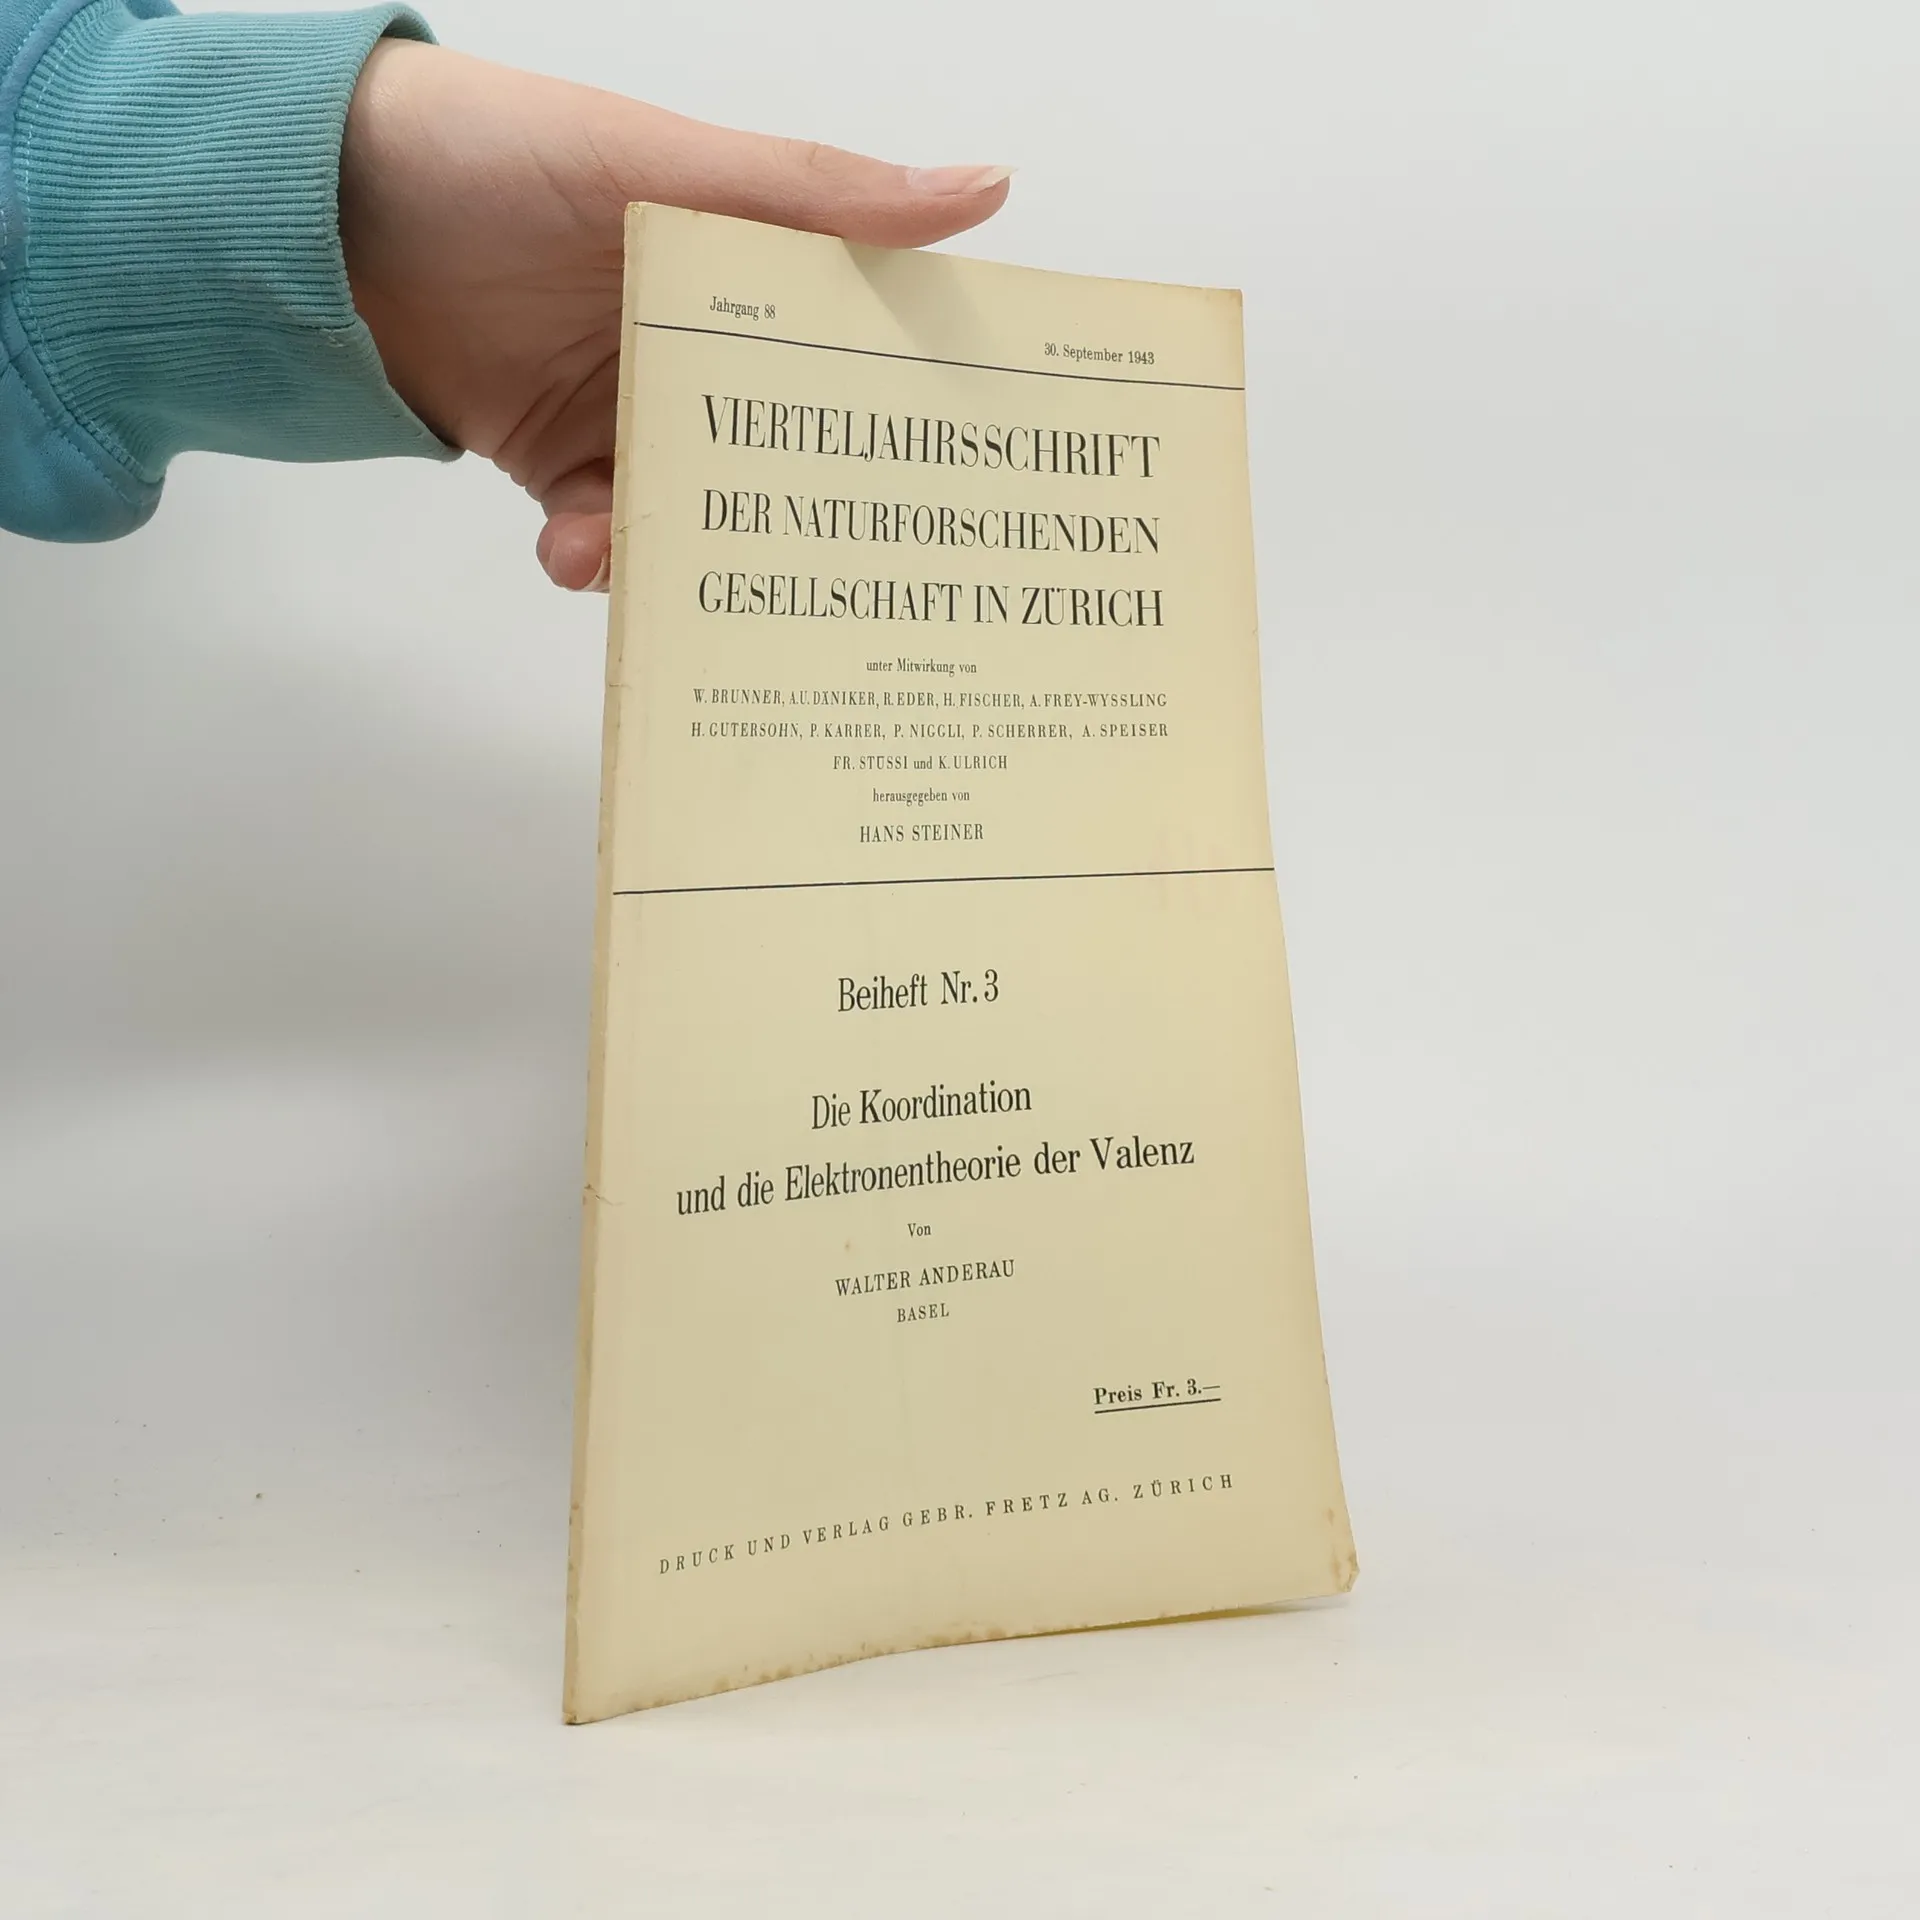 Jahrgang 88
30. September 1943
VIERTELJAHRSSCHRIFT
DER NATURFORSCHENDEN
GESELLSCHAFT IN ZÜRICH
unter Mitwirkung von
W. BRUNNER, A.U. DÄNIKER, R. EDER, H. FISCHER, A. FREY-WYSSLING
H. GUTERSOHN, P. KARRER, P. NIGGLI, P. SCHERRER, A. SPEISER
FR. STÜSSI und K. ULRICH
herausgegeben von
HANS STEINER
Beiheft Nr. 3
Die Koordination
und die Elektronentheorie der Valenz
Von
WALTER ANDERAU
BASEL
Preis Fr. 3.—
DRUCK UND VERLAG GEBR. FRETZ AG. ZÜRICH